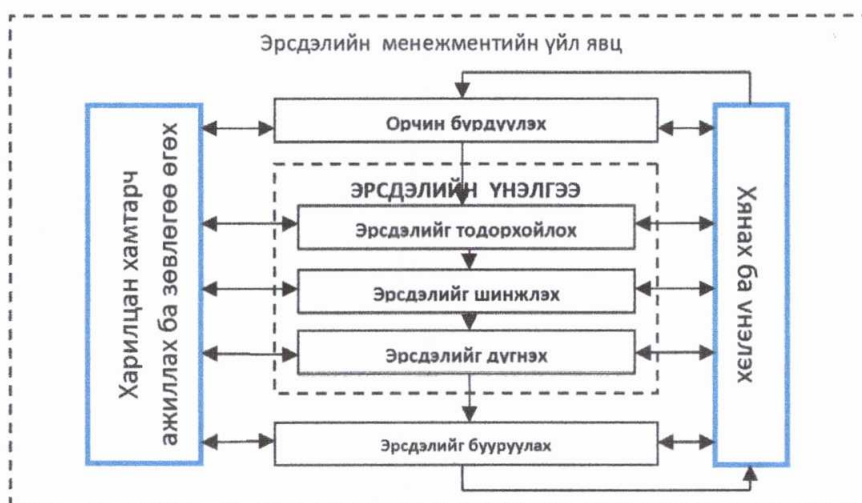 Эрсдэлийн менежментийн үйл явц
Орчин бүрдүүлэх
ЭРСДЭЛИЙН ҮНЭЛГЭЭ
Эрсдэлийг тодорхойлох
Эрсдэлийг шинжлэх
Эрсдэлийг дүгнэх
Эрсдэлийг бууруулах
Харилцан хамтарч
ажиллах ба зөвлөгөө өгөх
Хянах ба үнэлэх